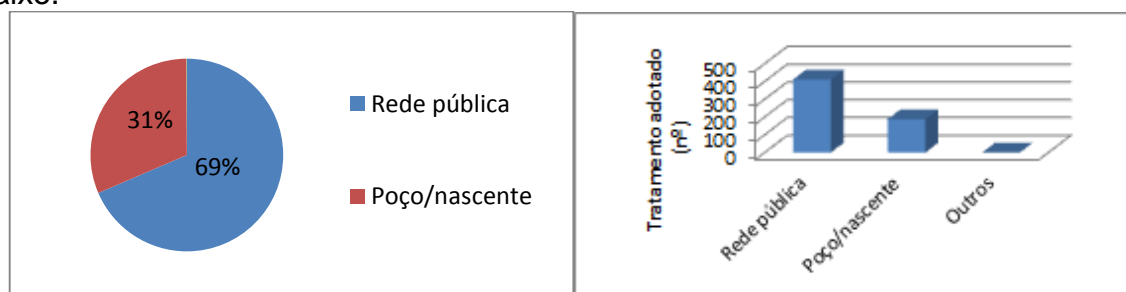 Rede pública
Poço/nascente
31%
69%
Tratamento adotado
(nº)
500
400
300
200
100
0
Rede pública
Poço/nascente
Outros